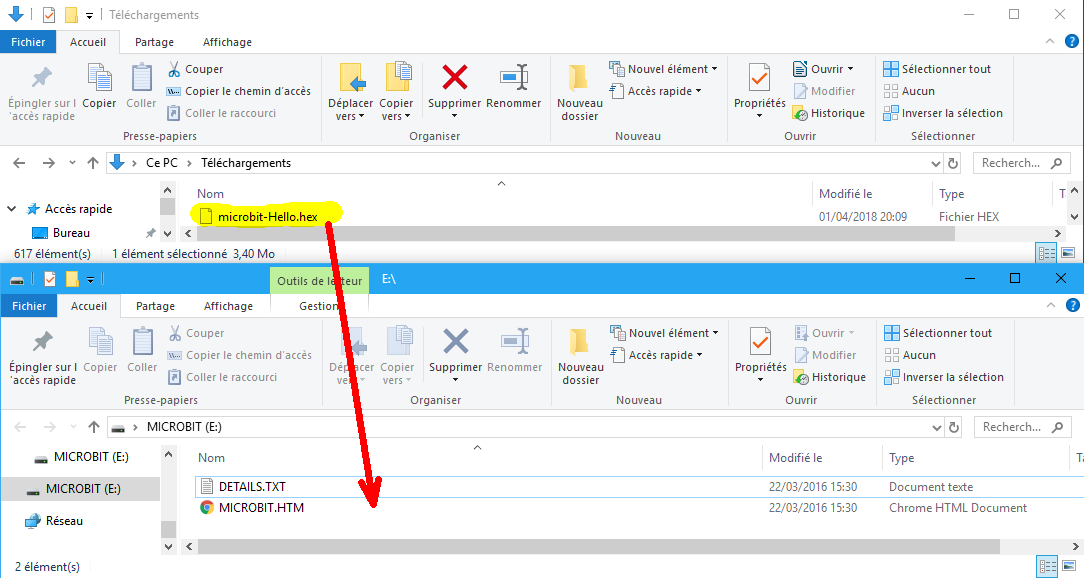 Téléchargements
Fichier Accueil Partage Affichage
Épingler sur l'accès rapide
Copier
Coller
Couper
Copier le chemin d'accès
Coller le raccourci
Presse-papiers
Déplacer vers
Copier vers
Supprimer
Renommer
Organiser
Nouveau dossier
Nouvel élément
Accès rapide
Nouveau
Propriétés
Ouvrir
Modifier
Historique
Ouvrir
Sélectionner tout
Aucun
Inverser la sélection
Sélectionner
Ce PC > Téléchargements
Recherch...
Nom Modifié le Type T
Accès rapide
Bureau
microbit-Hello.hex 01/04/2018 20:09 Fichier HEX
617 élément(s) 1 élément sélectionné 3,40 Mo
Outils de lecteur E:\
Fichier Accueil Partage Affichage Gestion
Épingler sur l'accès rapide
Copier
Coller
Couper
Copier le chemin d'accès
Coller le raccourci
Presse-papiers
Déplacer vers
Copier vers
Supprimer
Renommer
Organiser
Nouveau dossier
Nouvel élément
Accès rapide
Nouveau
Propriétés
Ouvrir
Modifier
Historique
Ouvrir
Sélectionner tout
Aucun
Inverser la sélection
Sélectionner
MICROBIT (E:)
Recherch...
MICROBIT (E:)
MICROBIT (E:)
Réseau
Nom Modifié le Type Ta
DETAILS.TXT 22/03/2016 15:30 Document texte
MICROBIT.HTM 22/03/2016 15:30 Chrome HTML Document
2 élément(s)